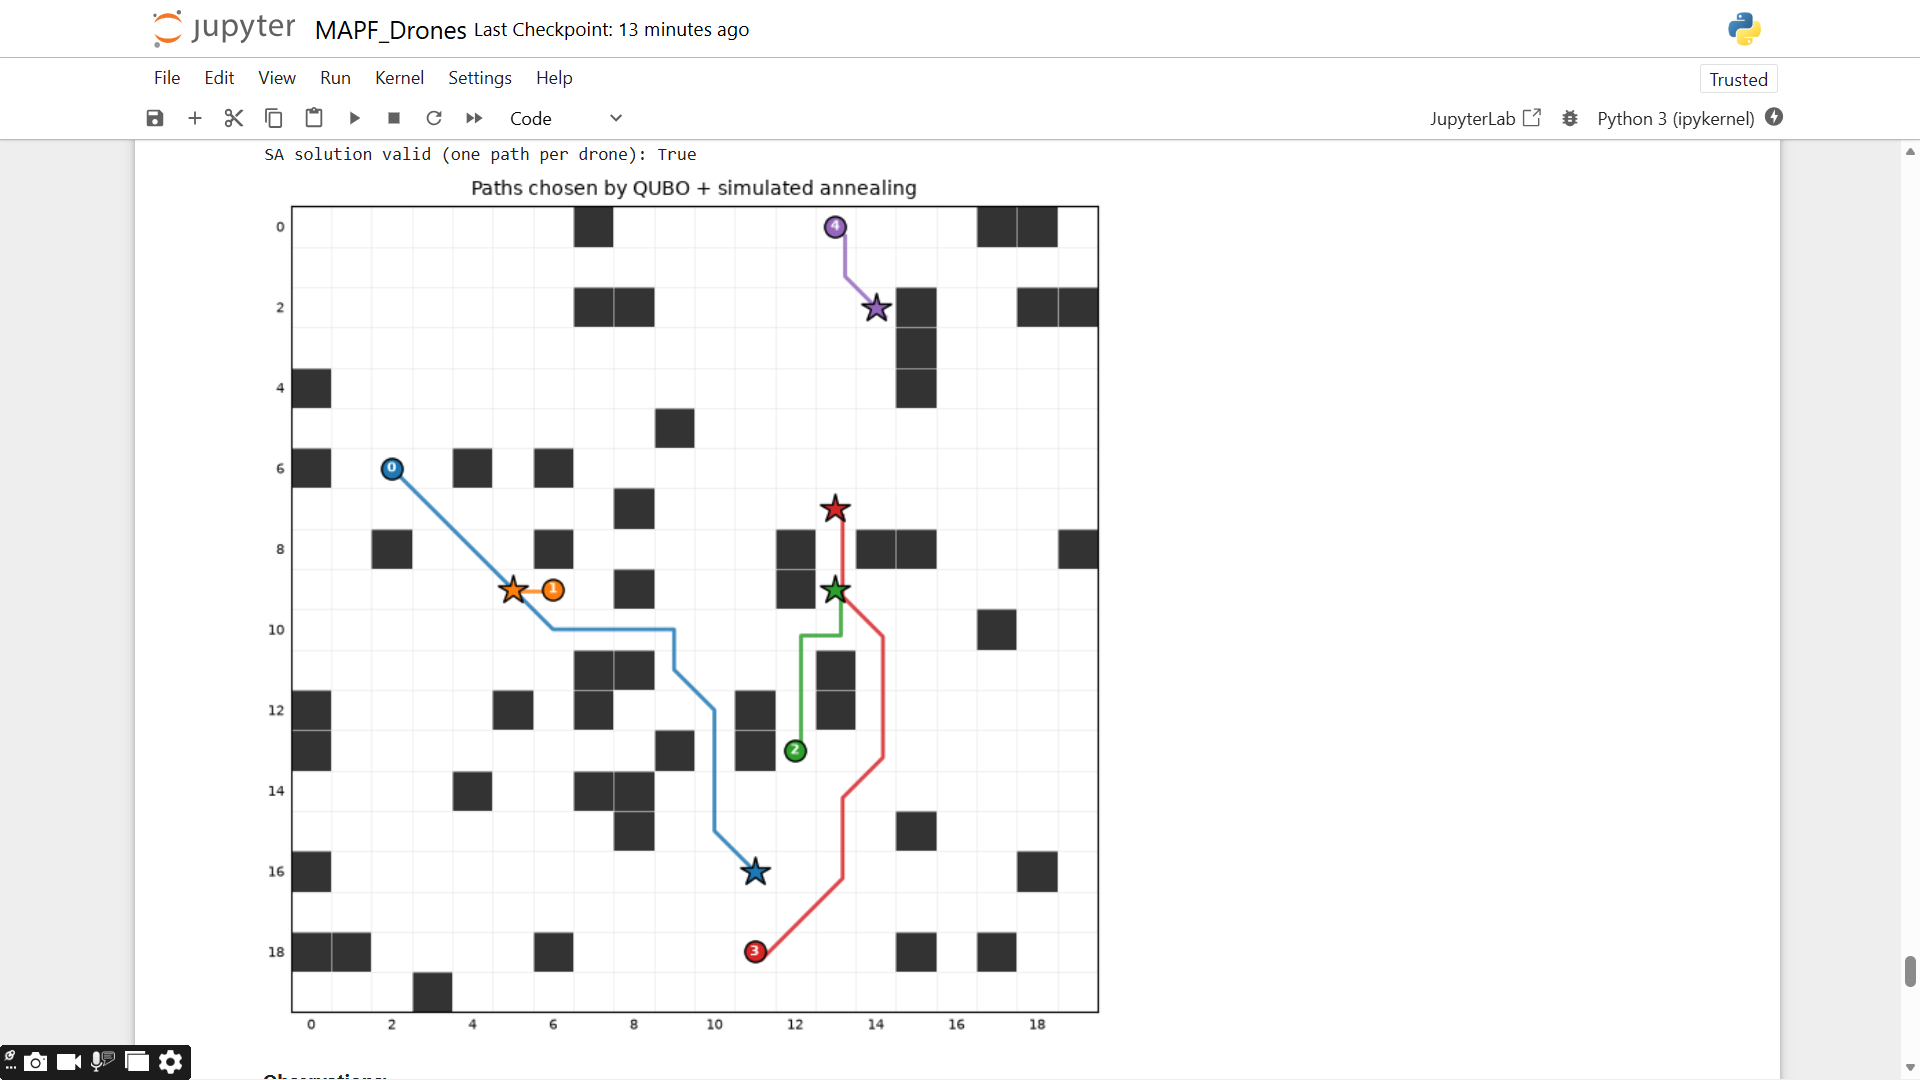 jupyter MAPF_Drones Last Checkpoint: 13 minutes ago
File Edit View Run Kernel Settings Help
Trusted
Code
JupyterLab
Python 3 (ipykernel)
SA solution valid (one path per drone): True
Paths chosen by QUBO + simulated annealing
0
2
4
6
8
10
12
14
16
18
4
0
1
2
3
0 2 4 6 8 10 12 14 16 18